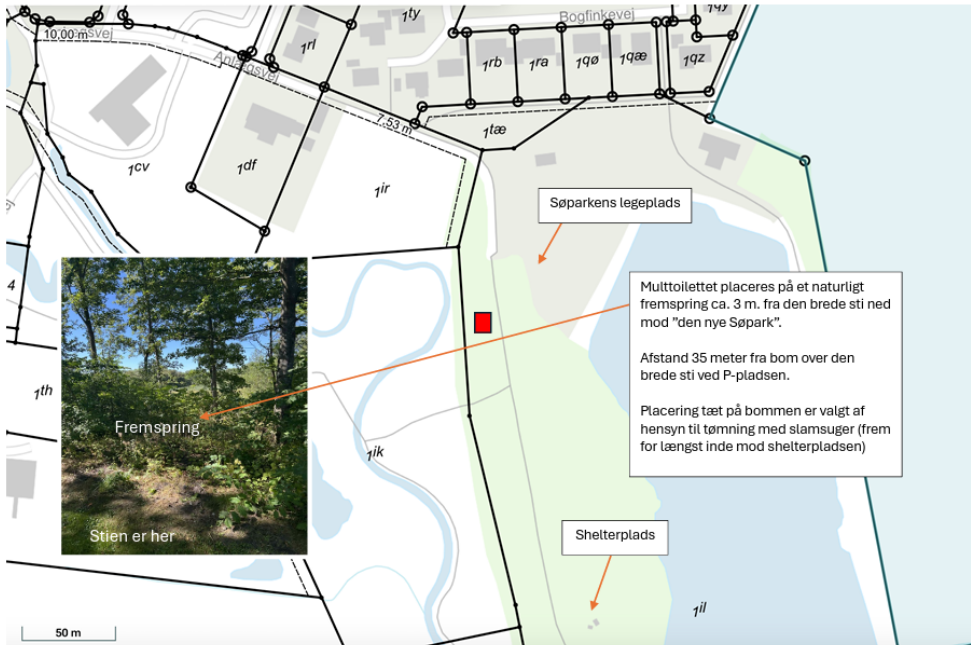 10.00 m
Anlægsvej
Bogfinkevej
1ty
1qy
1rl
1rb
1ra
1qø
1qæ
1qz
7.53 m
1tæ
1cv
1df
1ir
Søparkens legeplads
Multtoilettet placeres på et naturligt
fremspring ca. 3 m. fra den brede sti ned
mod ”den nye Søpark”.
Afstand 35 meter fra bom over den
brede sti ved P-pladsen.
Placering tæt på bommen er valgt af
hensyn til tømning med slamsuger (frem
for længst inde mod shelterpladsen)
4
1th
Fremspring
1ik
Stien er her
Shelterplads
1il
50 m